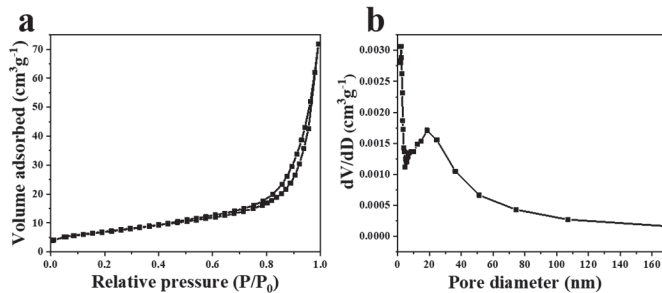 a
Volume adsorbed (cm³g⁻¹)
70
60
50
40
30
20
10
0
0.0 0.2 0.4 0.6 0.8 1.0
Relative pressure (P/P₀)
b
dV/dD (cm³g⁻¹)
0.0030
0.0025
0.0020
0.0015
0.0010
0.0005
0.0000
0 20 40 60 80 100 120 140 160
Pore diameter (nm)